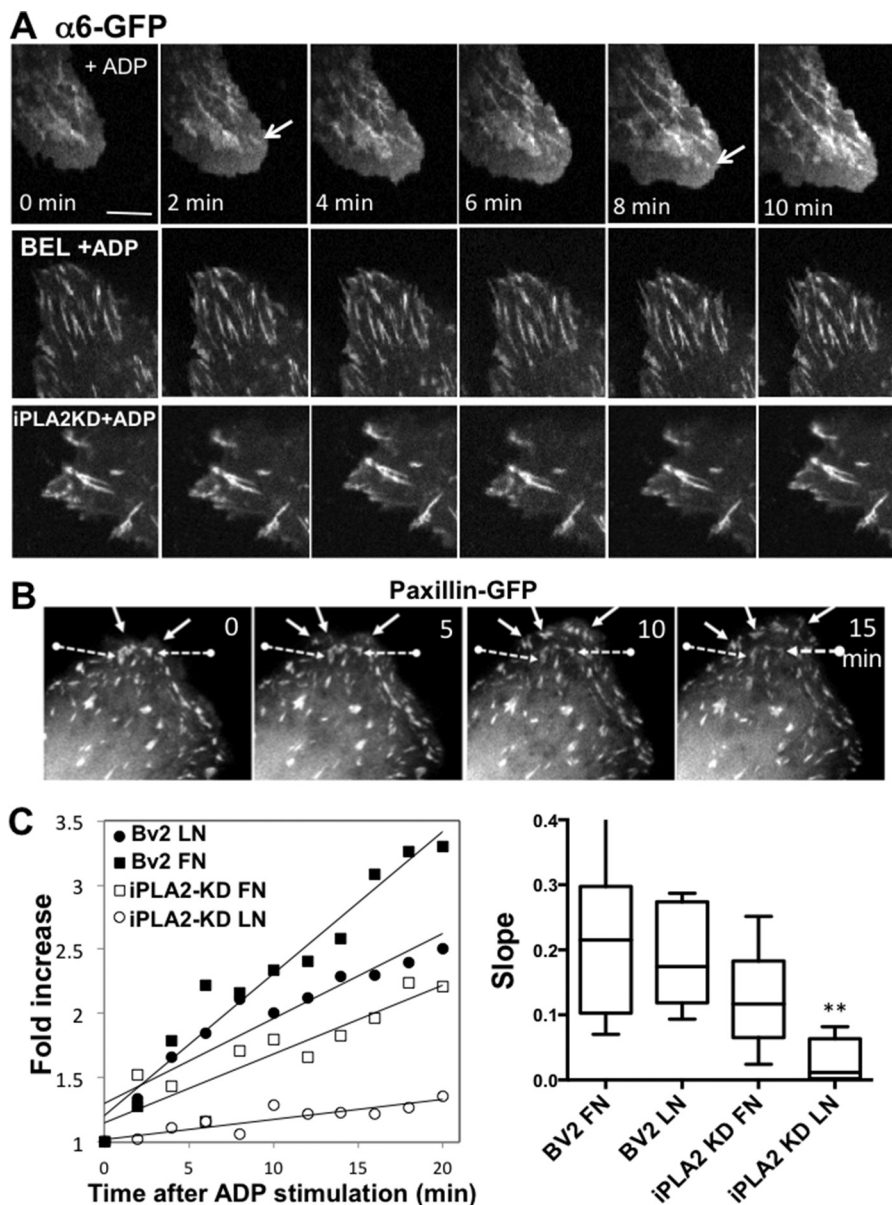 A α6-GFP
+ ADP
0 min
2 min
4 min
6 min
8 min
10 min
BEL +ADP
iPLA2KD+ADP
B
Paxillin-GFP
0
5
10
15
min
C
3.5
3
2.5
2
1.5
1
Fold increase
Bv2 LN
Bv2 FN
iPLA2-KD FN
iPLA2-KD LN
0
5
10
15
20
Time after ADP stimulation (min)
0.4
0.3
0.2
0.1
0.0
Slope
**
BV2 FN
BV2 LN
iPLA2 KD FN
iPLA2 KD LN